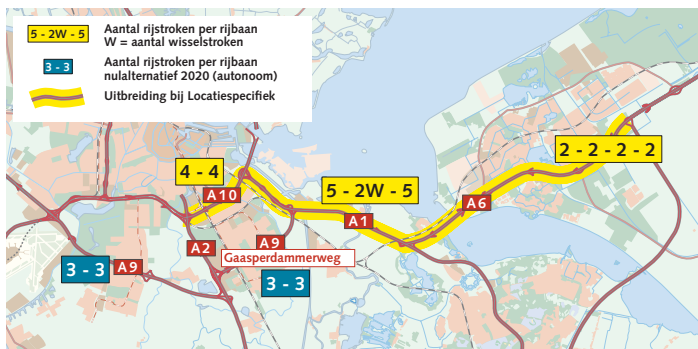 5 - 2W - 5
Aantal rijstroken per rijbaan
W = aantal wisselstroken
3 - 3
Aantal rijstroken per rijbaan
nulalternatief 2020 (autonoom)
Uitbreiding bij Locatiespecifiek
2 - 2 - 2 - 2
4 - 4
5 - 2W - 5
A10
A6
A1
A2
A9
Gaasperdammerweg
3 - 3
A9
3 - 3